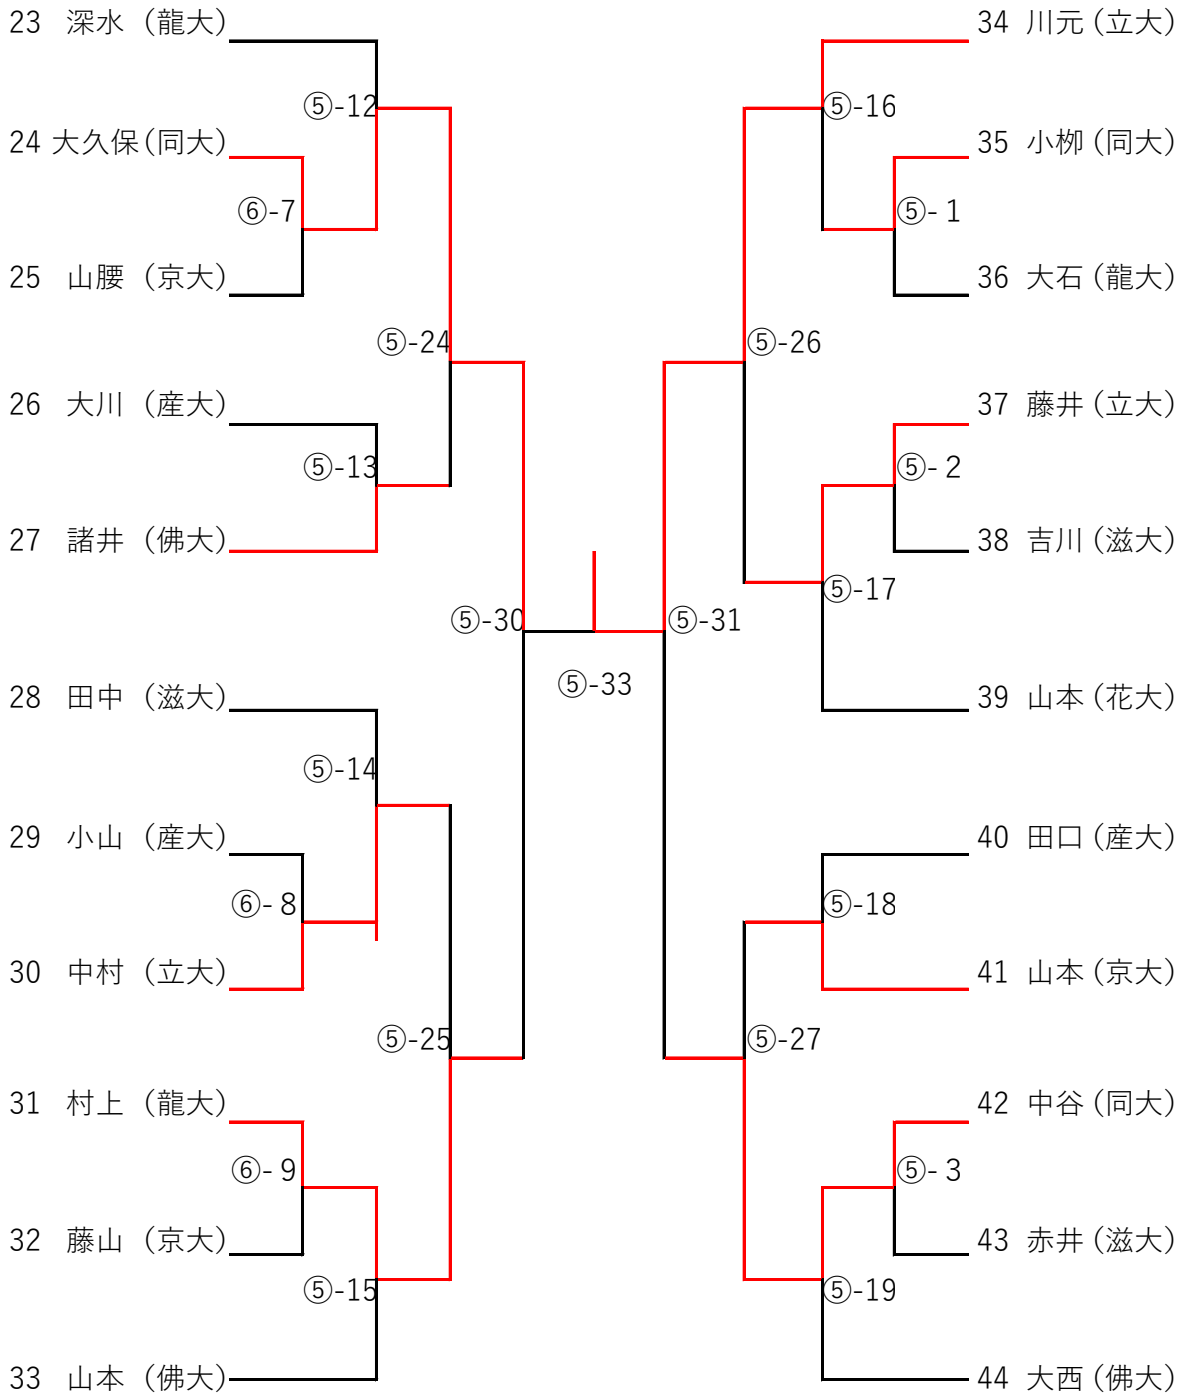 23 深水 (龍大)
⑤-12
24 大久保(同大)
⑥-7
25 山腰 (京大)
⑤-24
26 大川 (産大)
⑤-13
27 諸井 (佛大)
⑤-30
28 田中 (滋大)
⑤-14
29 小山 (産大)
⑥- 8
30 中村 (立大)
⑤-25
31 村上 (龍大)
⑥- 9
32 藤山 (京大)
⑤-15
33 山本 (佛大)
⑤-33
34 川元 (立大)
⑤-16
35 小栁 (同大)
⑤- 1
36 大石 (龍大)
⑤-26
37 藤井 (立大)
⑤- 2
38 吉川 (滋大)
⑤-17
⑤-31
39 山本 (花大)
40 田口 (産大)
⑤-18
41 山本 (京大)
⑤-27
42 中谷 (同大)
⑤- 3
43 赤井 (滋大)
⑤-19
44 大西 (佛大)